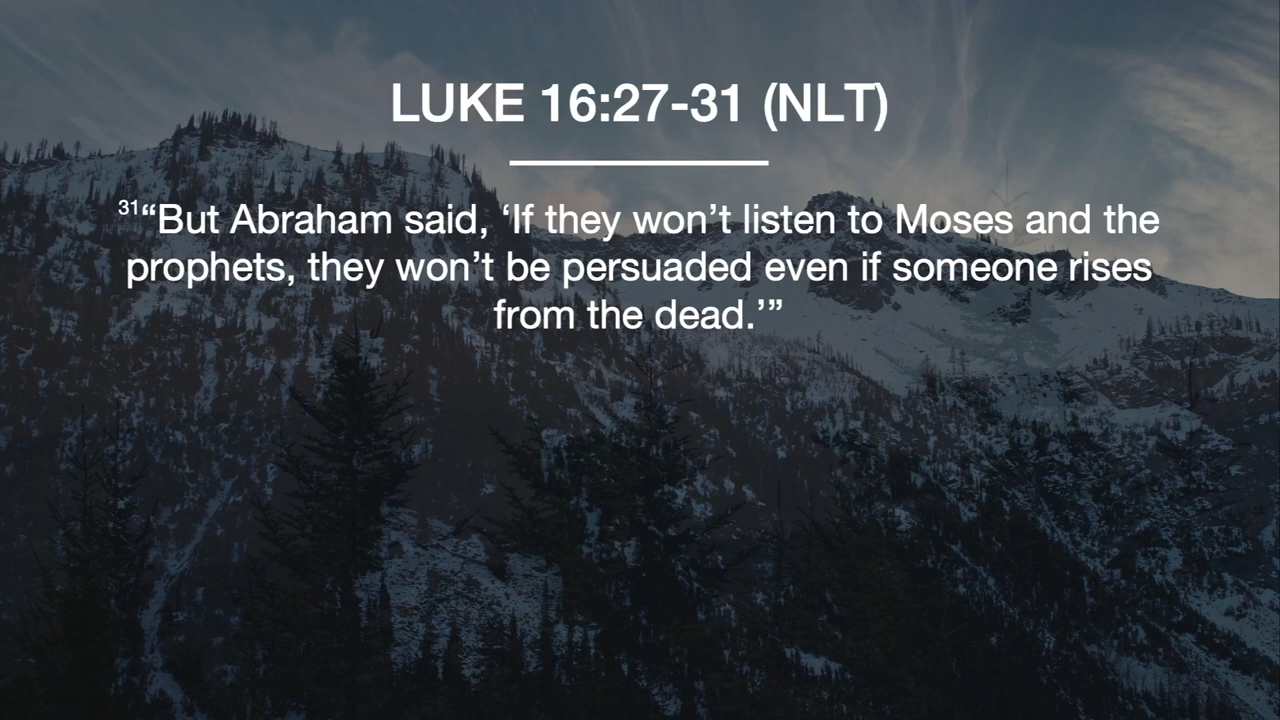 LUKE 16:27-31 (NLT)
31“But Abraham said, ‘If they won’t listen to Moses and the
prophets, they won’t be persuaded even if someone rises
from the dead.’”